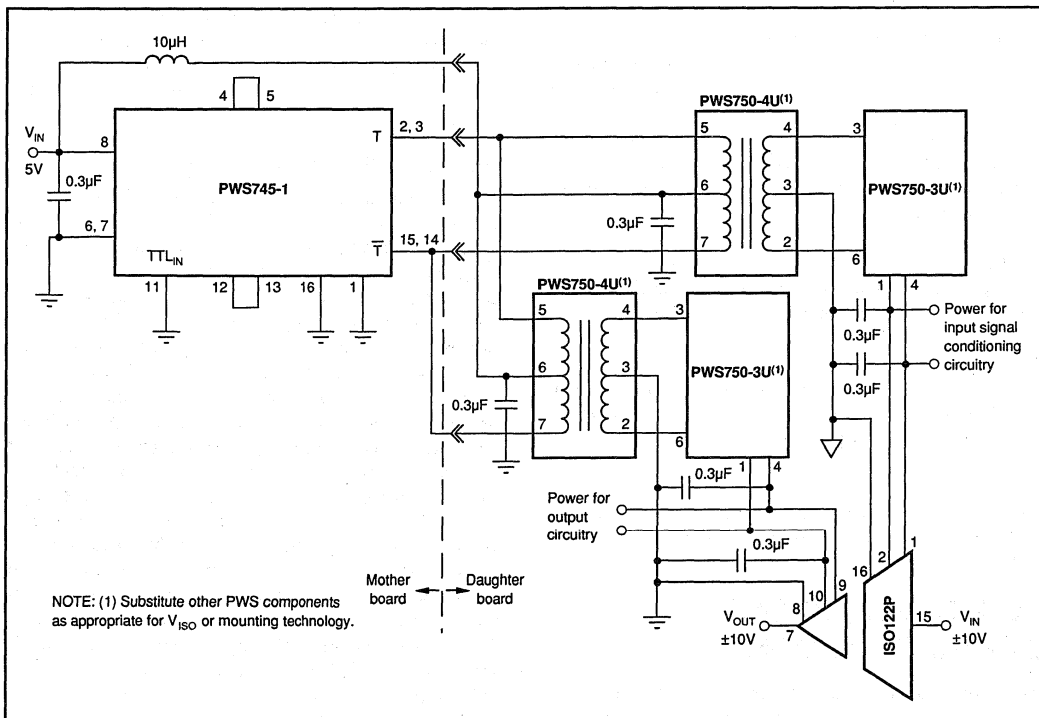 10µH
4 5
V_IN
5V
8
0.3µF
6, 7
PWS745-1
T
2, 3
T̅
15, 14
TTL_IN
11
12 13
16
1
PWS750-4U(1)
5 4
6 3
7 2
0.3µF
3
PWS750-3U(1)
6
1 4
0.3µF
0.3µF
Power for
input signal
conditioning
circuitry
PWS750-4U(1)
5 4
6 3
7 2
0.3µF
3
PWS750-3U(1)
6
1 4
0.3µF
Power for
output
circuitry
0.3µF
8 10 9
V_OUT
±10V
7
16 2 1
ISO122P
15
V_IN
±10V
Mother
board
Daughter
board
NOTE: (1) Substitute other PWS components
as appropriate for V_ISO or mounting technology.